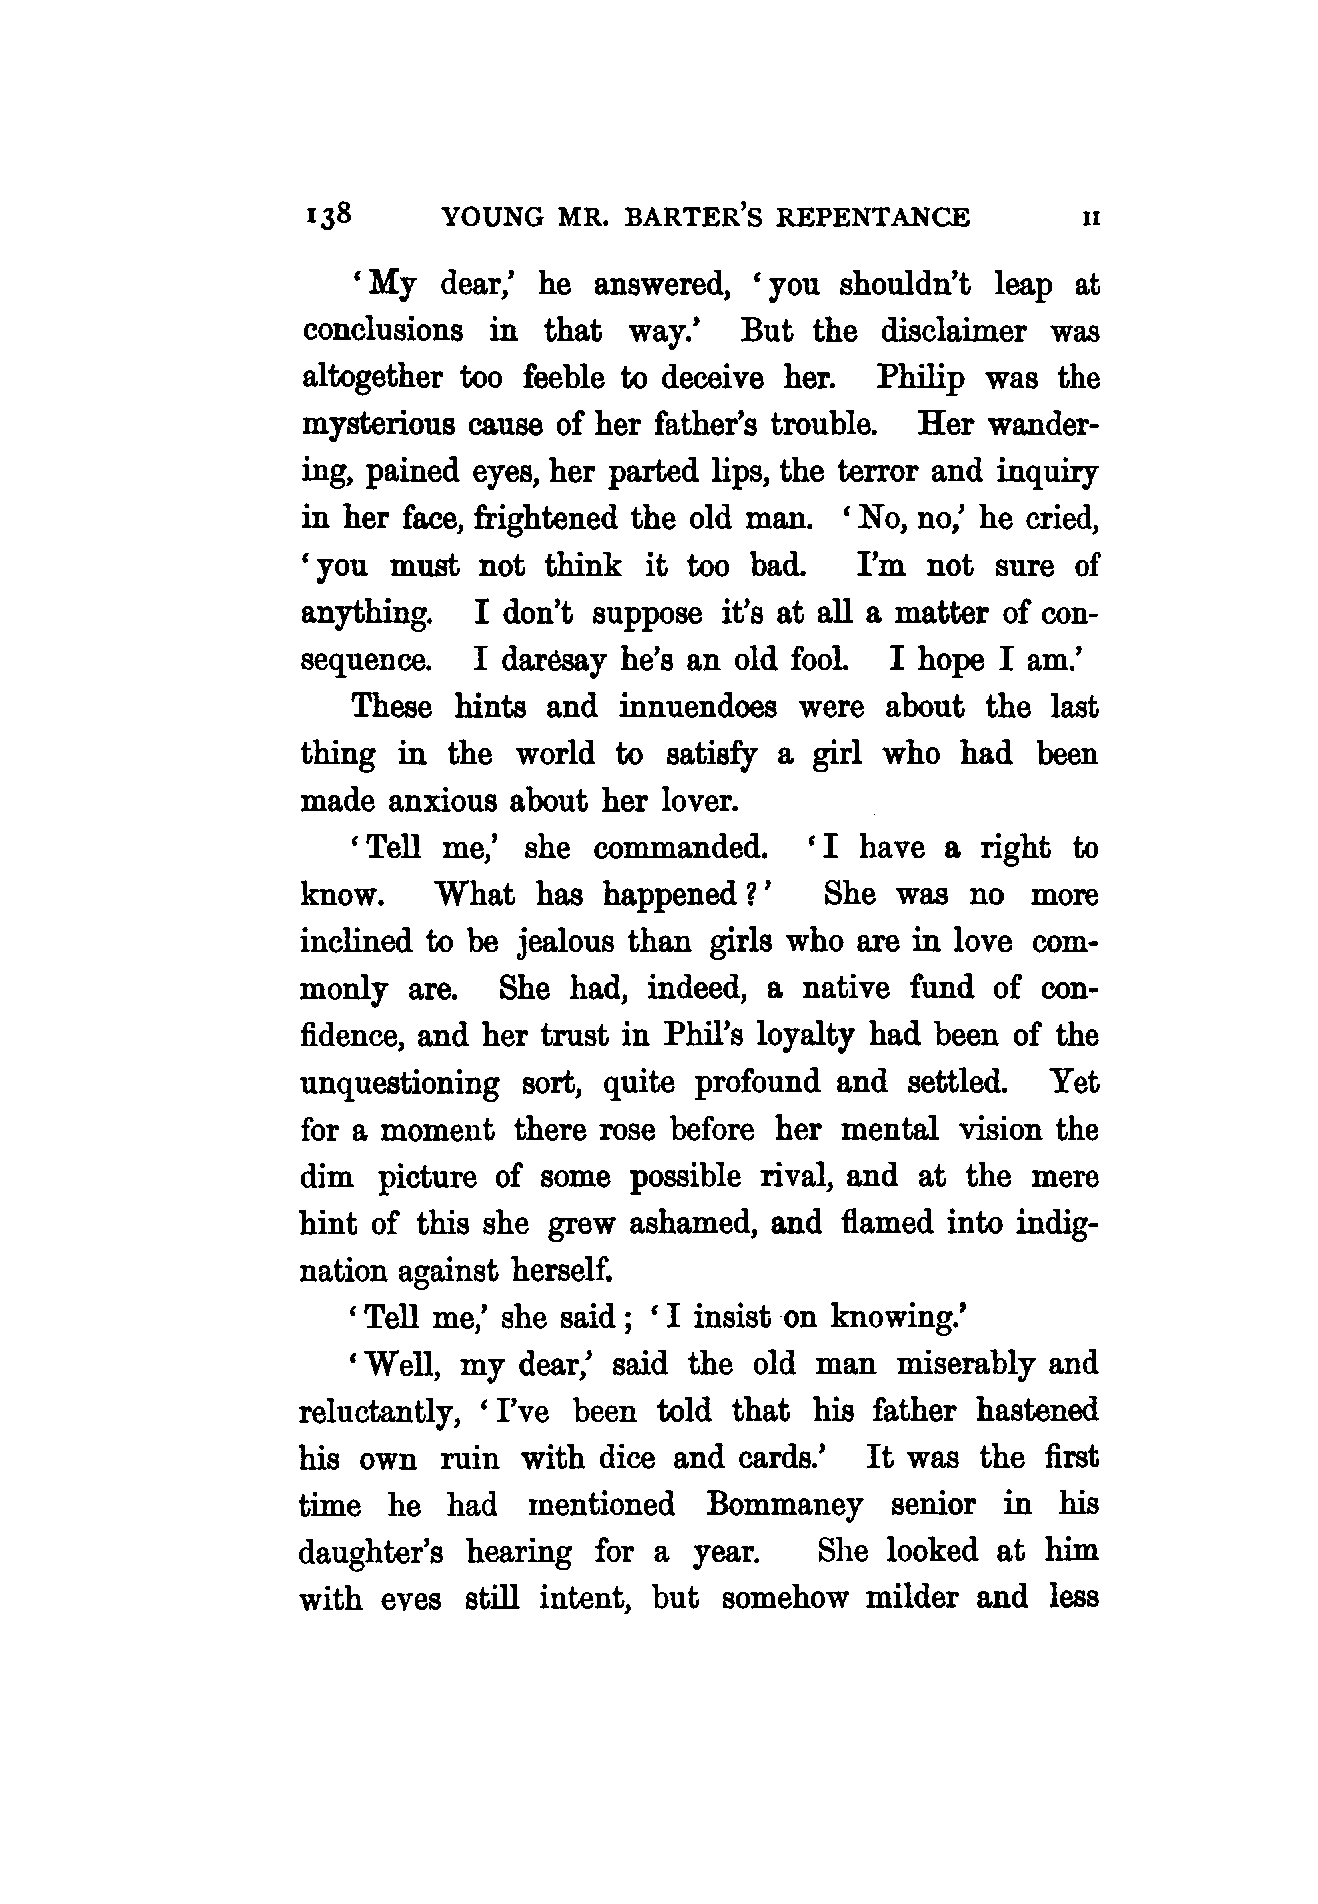 138 YOUNG MR. BARTER'S REPENTANCE II
‘My dear,’ he answered, ‘you shouldn't leap at
conclusions in that way.’ But the disclaimer was
altogether too feeble to deceive her. Philip was the
mysterious cause of her father's trouble. Her wander-
ing, pained eyes, her parted lips, the terror and inquiry
in her face, frightened the old man. ‘No, no,’ he cried,
‘you must not think it too bad. I'm not sure of
anything. I don't suppose it's at all a matter of con-
sequence. I daresay he's an old fool. I hope I am.’
These hints and innuendoes were about the last
thing in the world to satisfy a girl who had been
made anxious about her lover.
‘Tell me,’ she commanded. ‘I have a right to
know. What has happened?’ She was no more
inclined to be jealous than girls who are in love com-
monly are. She had, indeed, a native fund of con-
fidence, and her trust in Phil's loyalty had been of the
unquestioning sort, quite profound and settled. Yet
for a moment there rose before her mental vision the
dim picture of some possible rival, and at the mere
hint of this she grew ashamed, and flamed into indig-
nation against herself.
‘Tell me,’ she said; ‘I insist on knowing.’
‘Well, my dear,’ said the old man miserably and
reluctantly, ‘I've been told that his father hastened
his own ruin with dice and cards.’ It was the first
time he had mentioned Bommaney senior in his
daughter's hearing for a year. She looked at him
with eyes still intent, but somehow milder and less